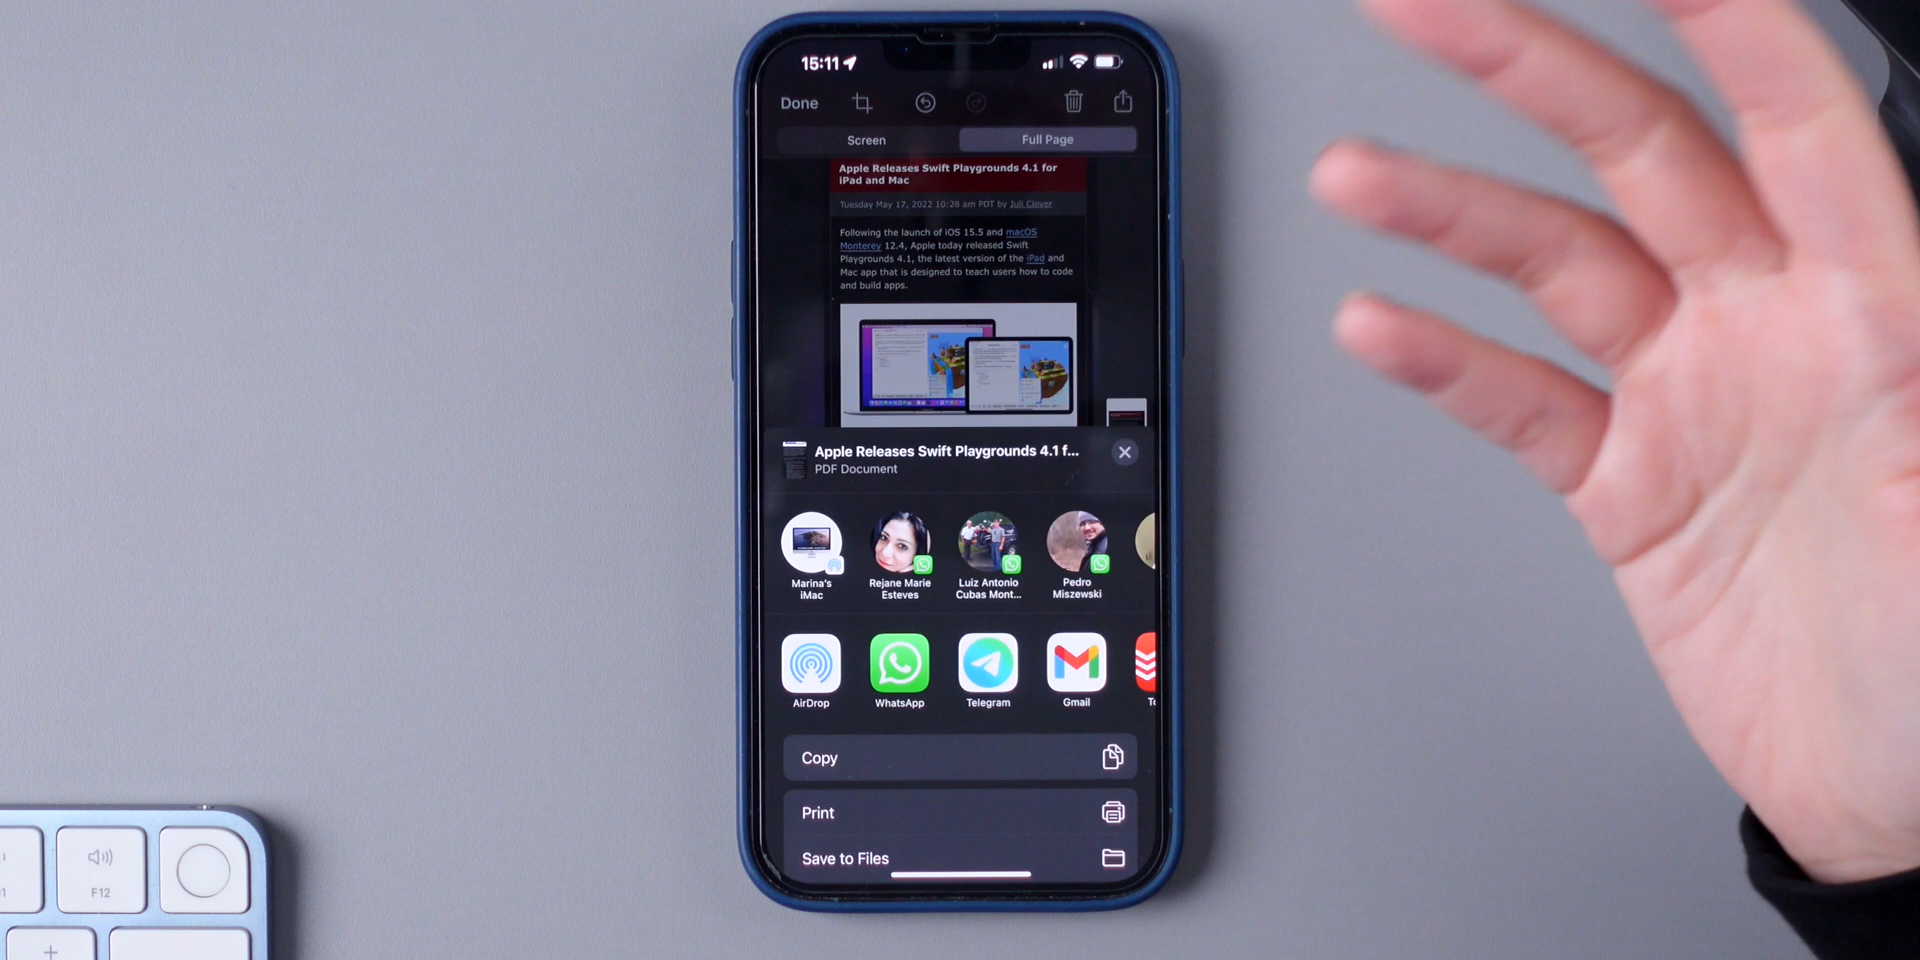 15:11
Done
Screen Full Page
Apple Releases Swift Playgrounds 4.1 for
iPad and Mac
Tuesday May 17, 2022 10:28 am PDT by Juli Clover
Following the launch of iOS 15.5 and macOS
Monterey 12.4, Apple today released Swift
Playgrounds 4.1, the latest version of the iPad and
Mac app that is designed to teach users how to code
and build apps.
Apple Releases Swift Playgrounds 4.1 f...
PDF Document
Marina's
iMac
Rejane Marie
Esteves
Luiz Antonio
Cubas Mont...
Pedro
Miszewski
AirDrop WhatsApp Telegram Gmail
Copy
Print
Save to Files
F12
+